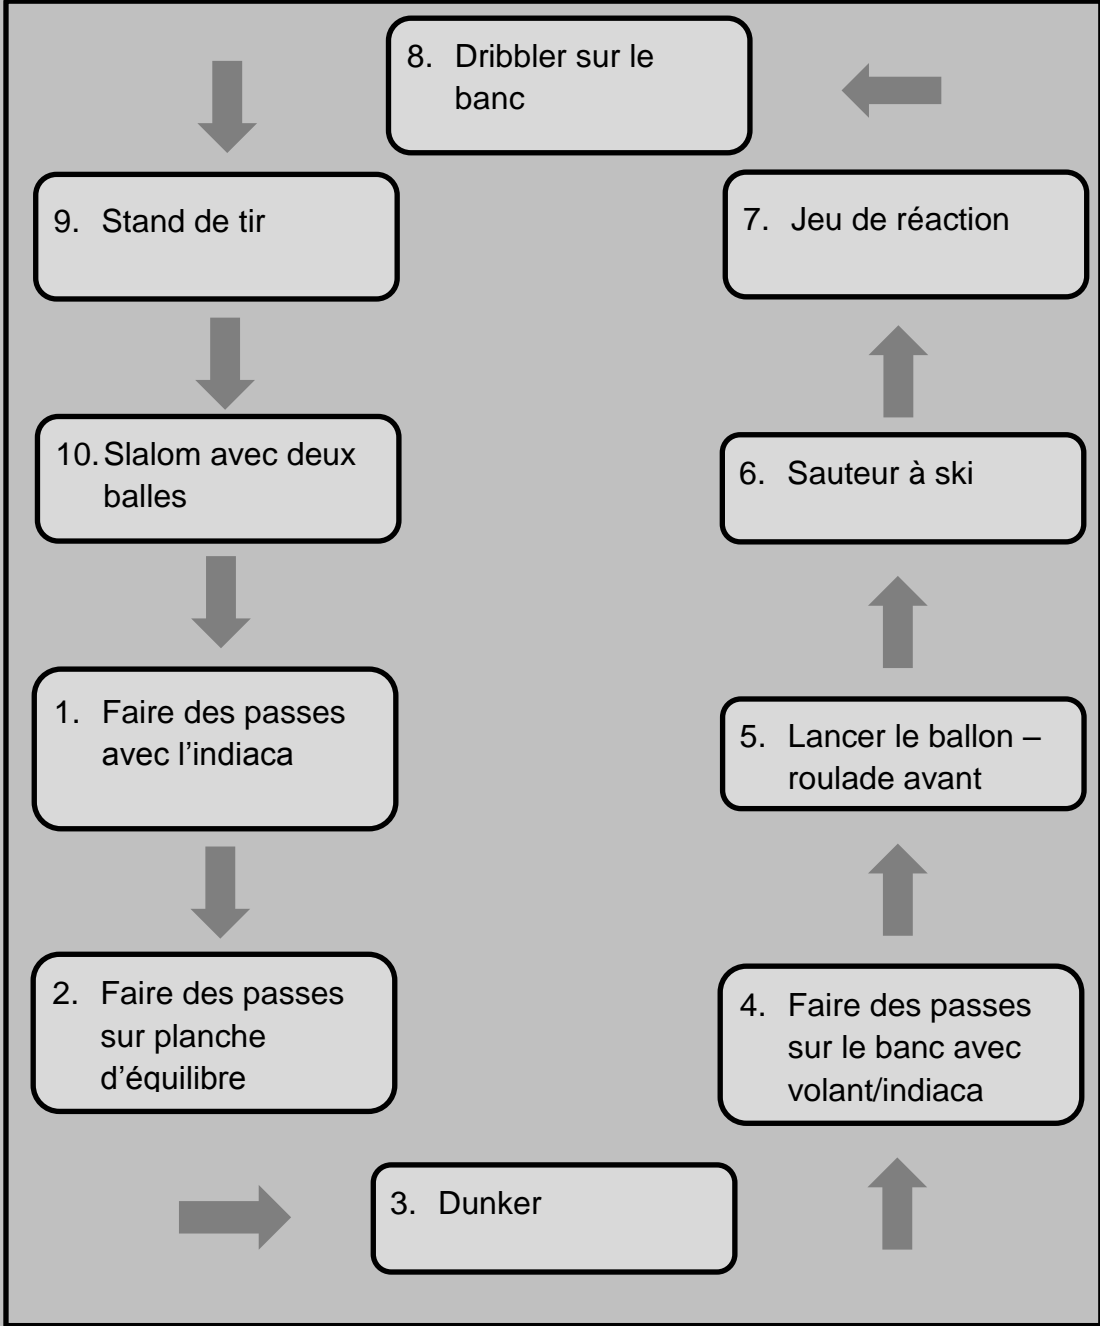 8. Dribbler sur le
banc
9. Stand de tir
7. Jeu de réaction
10. Slalom avec deux
balles
6. Sauteur à ski
1. Faire des passes
avec l’indiaca
5. Lancer le ballon –
roulade avant
2. Faire des passes
sur planche
d’équilibre
4. Faire des passes
sur le banc avec
volant/indiaca
3. Dunker